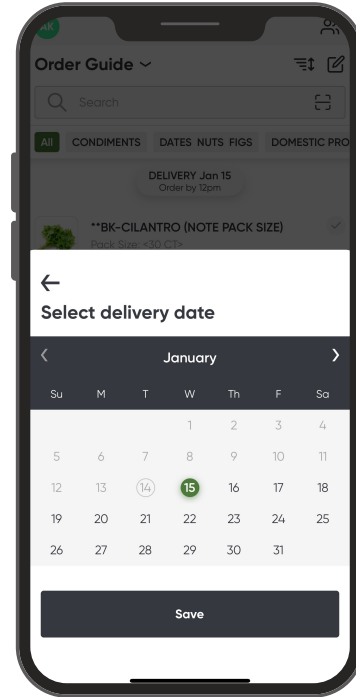 AK
Order Guide
Search
All CONDIMENTS DATES NUTS FIGS DOMESTIC PRO
DELIVERY Jan 15
Order by 12pm
**BK-CILANTRO (NOTE PACK SIZE)
Pack Size: <30 CT>
Select delivery date
January
Su M T W Th F Sa
1 2 3 4
5 6 7 8 9 10 11
12 13 14 15 16 17 18
19 20 21 22 23 24 25
26 27 28 29 30 31
Save